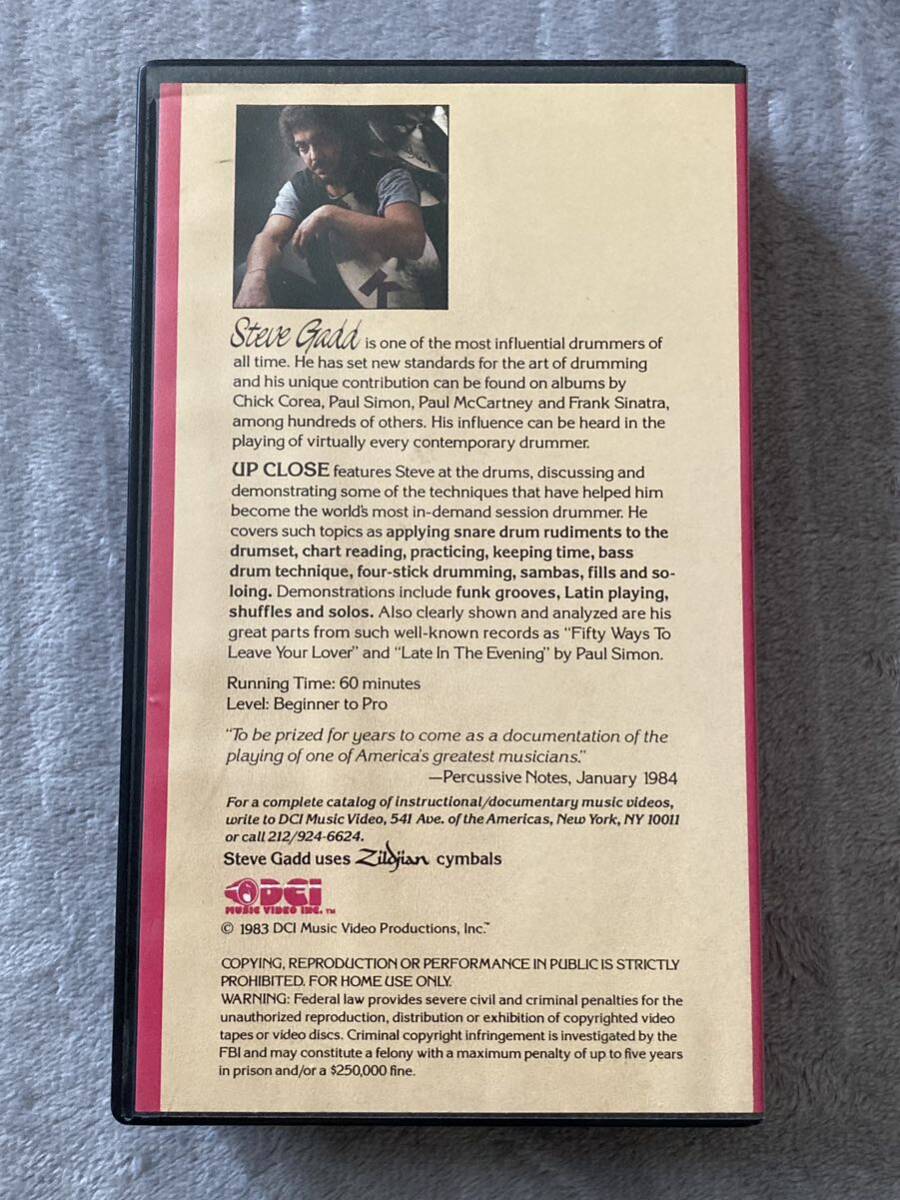 Steve Gadd is one of the most influential drummers of
all time. He has set new standards for the art of drumming
and his unique contribution can be found on albums by
Chick Corea, Paul Simon, Paul McCartney and Frank Sinatra,
among hundreds of others. His influence can be heard in the
playing of virtually every contemporary drummer.
UP CLOSE features Steve at the drums, discussing and
demonstrating some of the techniques that have helped him
become the world's most in-demand session drummer. He
covers such topics as applying snare drum rudiments to the
drumset, chart reading, practicing, keeping time, bass
drum technique, four-stick drumming, sambas, fills and so-
loing. Demonstrations include funk grooves, Latin playing,
shuffles and solos. Also clearly shown and analyzed are his
great parts from such well-known records as "Fifty Ways To
Leave Your Lover" and "Late In The Evening" by Paul Simon.
Running Time: 60 minutes
Level: Beginner to Pro
"To be prized for years to come as a documentation of the
playing of one of America's greatest musicians."
—Percussive Notes, January 1984
For a complete catalog of instructional/documentary music videos,
write to DCI Music Video, 541 Ave. of the Americas, New York, NY 10011
or call 212/924-6624.
Steve Gadd uses Zildjian cymbals
DCI
MUSIC VIDEO INC.™
© 1983 DCI Music Video Productions, Inc.™
COPYING, REPRODUCTION OR PERFORMANCE IN PUBLIC IS STRICTLY
PROHIBITED. FOR HOME USE ONLY.
WARNING: Federal law provides severe civil and criminal penalties for the
unauthorized reproduction, distribution or exhibition of copyrighted video
tapes or video discs. Criminal copyright infringement is investigated by the
FBI and may constitute a felony with a maximum penalty of up to five years
in prison and/or a $250,000 fine.